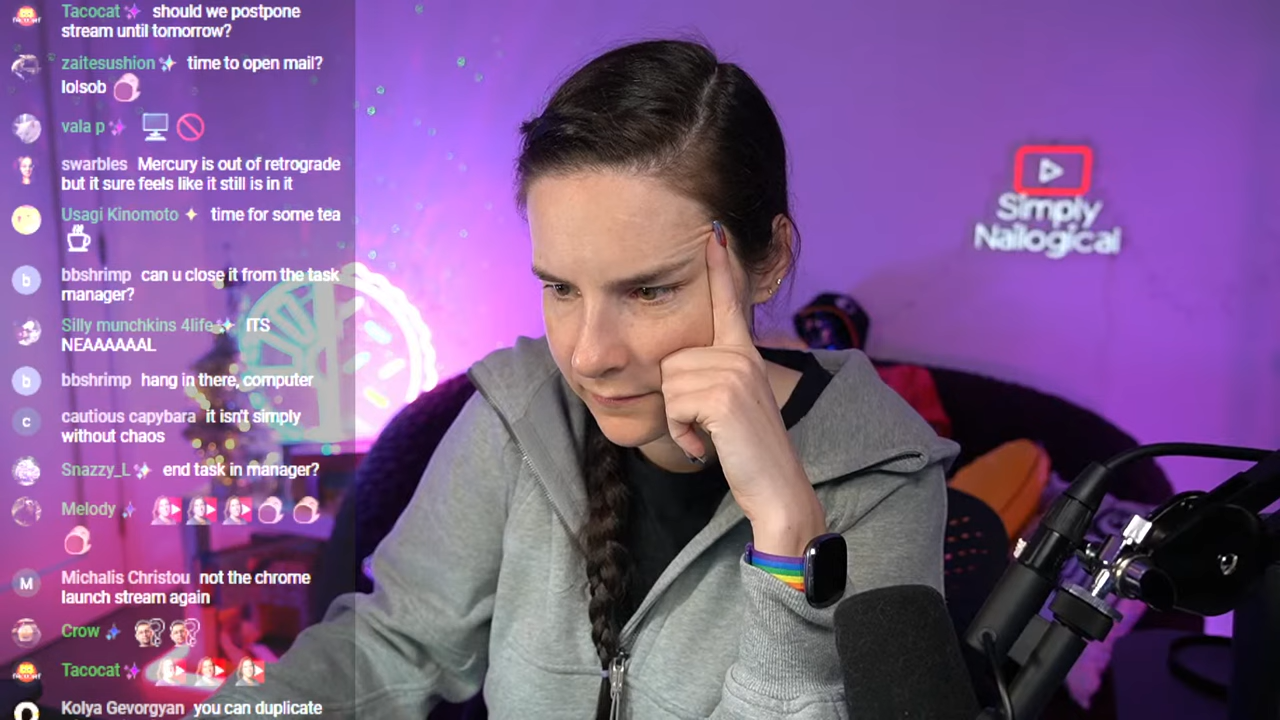 Tacocat should we postpone
stream until tomorrow?
zaitesushion time to open mail?
lolsob
vala p
swarbles Mercury is out of retrograde
but it sure feels like it still is in it
Usagi Kinomoto time for some tea
b bbshrimp can u close it from the task
manager?
Silly munchkins 4life ITS
NEAAAAAAL
b bbshrimp hang in there, computer
c cautious capybara it isn't simply
without chaos
Snazzy_L end task in manager?
Melody
M Michalis Christou not the chrome
launch stream again
Crow
Tacocat
Kolya Gevorgyan you can duplicate
Simply
Nailogical